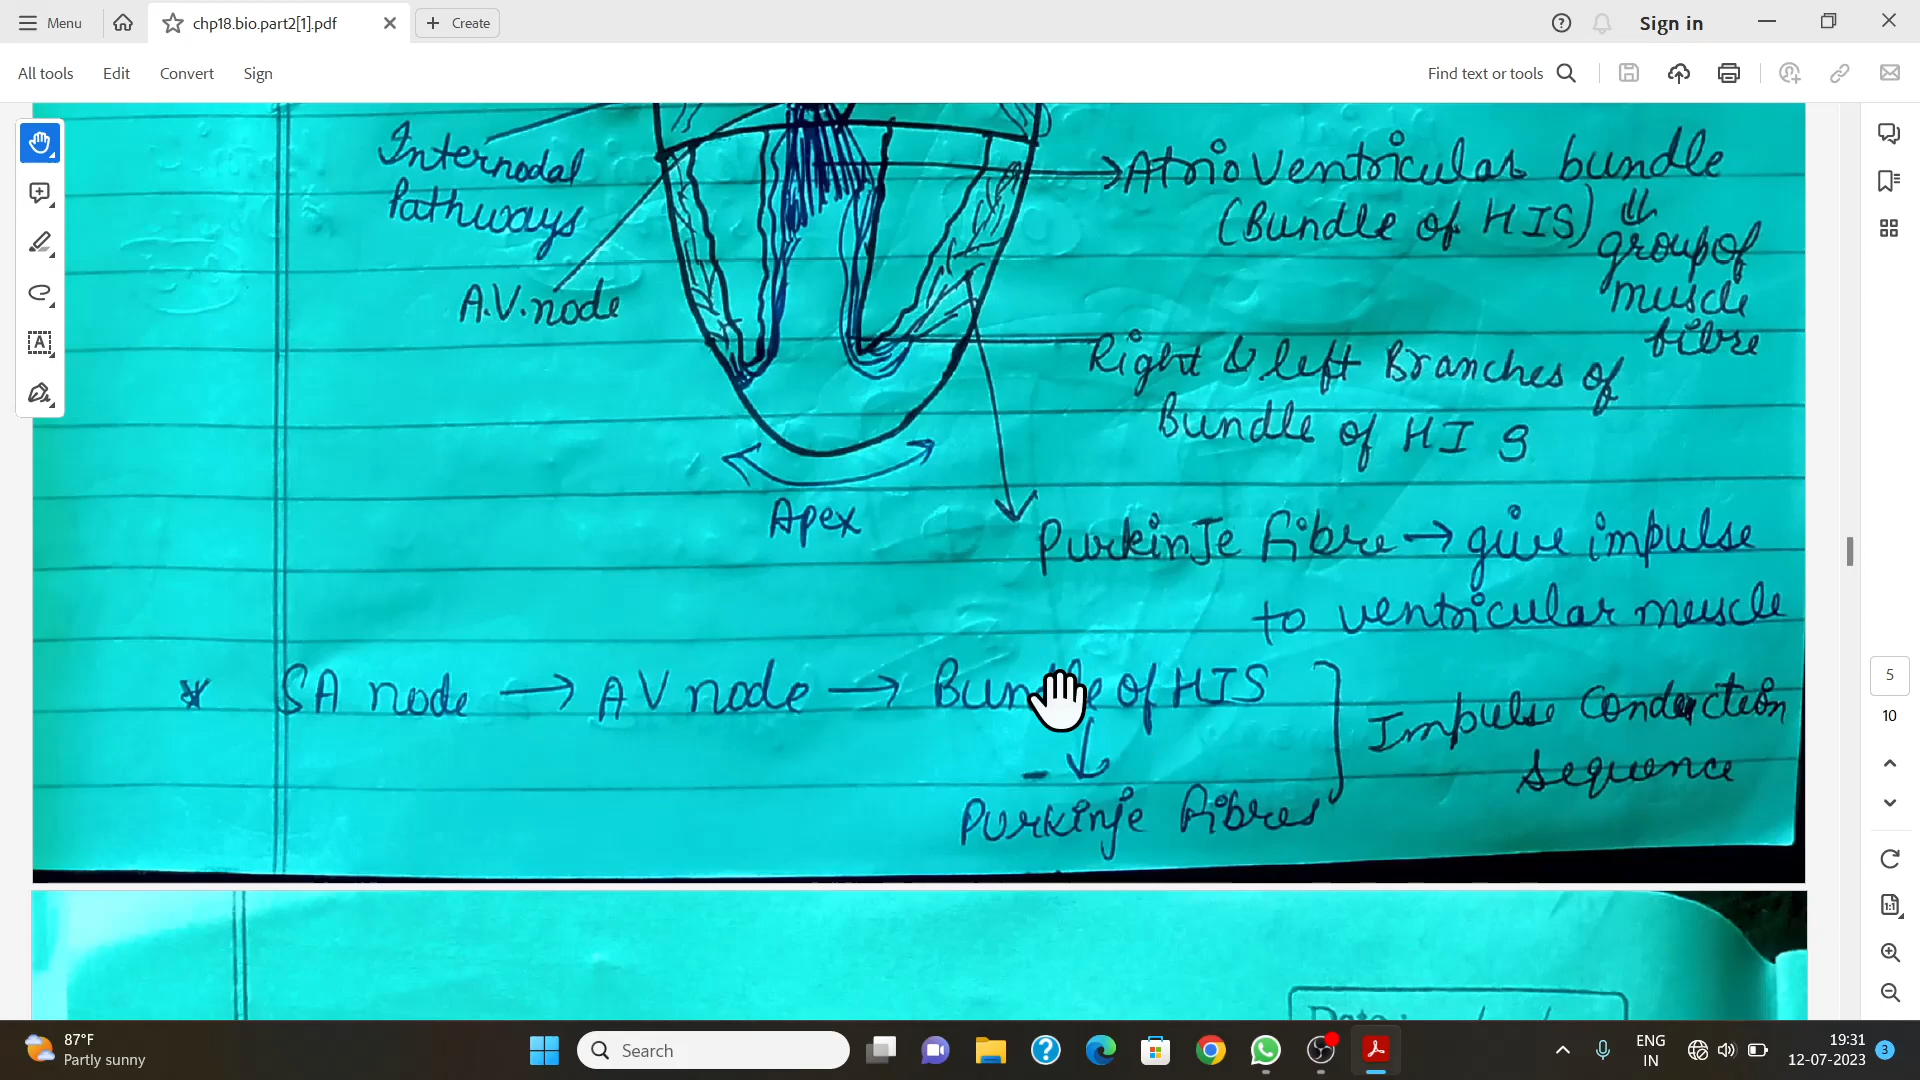 Menu
chp18.bio.part2[1].pdf
Create
Sign in
All tools
Edit
Convert
Sign
Find text or tools
Internodal
Pathways
A.V. node
Atrio Ventricular bundle
(Bundle of HIS)
group of
muscle
fibre
Right & left Branches of
Bundle of HIS
Apex
PurkinJe Fibre → give impulse
to ventricular muscle
* SA node → AV node → Bundle of HIS
Purkinje Fibres
Impulse Conduction
Sequence
5
10
87°F
Partly sunny
Search
ENG
IN
19:31
12-07-2023
3